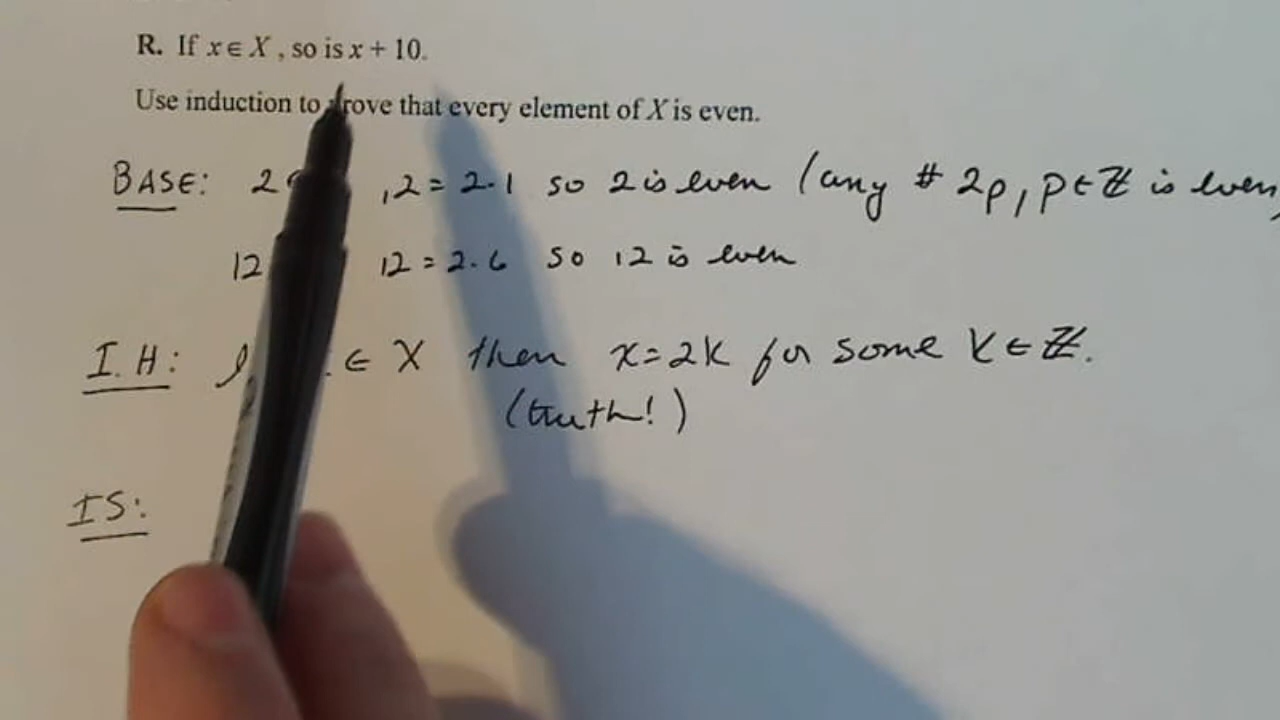 R. If x ∈ X , so is x + 10.
Use induction to prove that every element of X is even.
BASE: 2 , 2 = 2·1 so 2 is even (any # 2p, p ∈ ℤ is even
12 12 = 2·6 so 12 is even
I.H: ∈ X then x = 2k for some K ∈ ℤ.
(truth!)
IS: